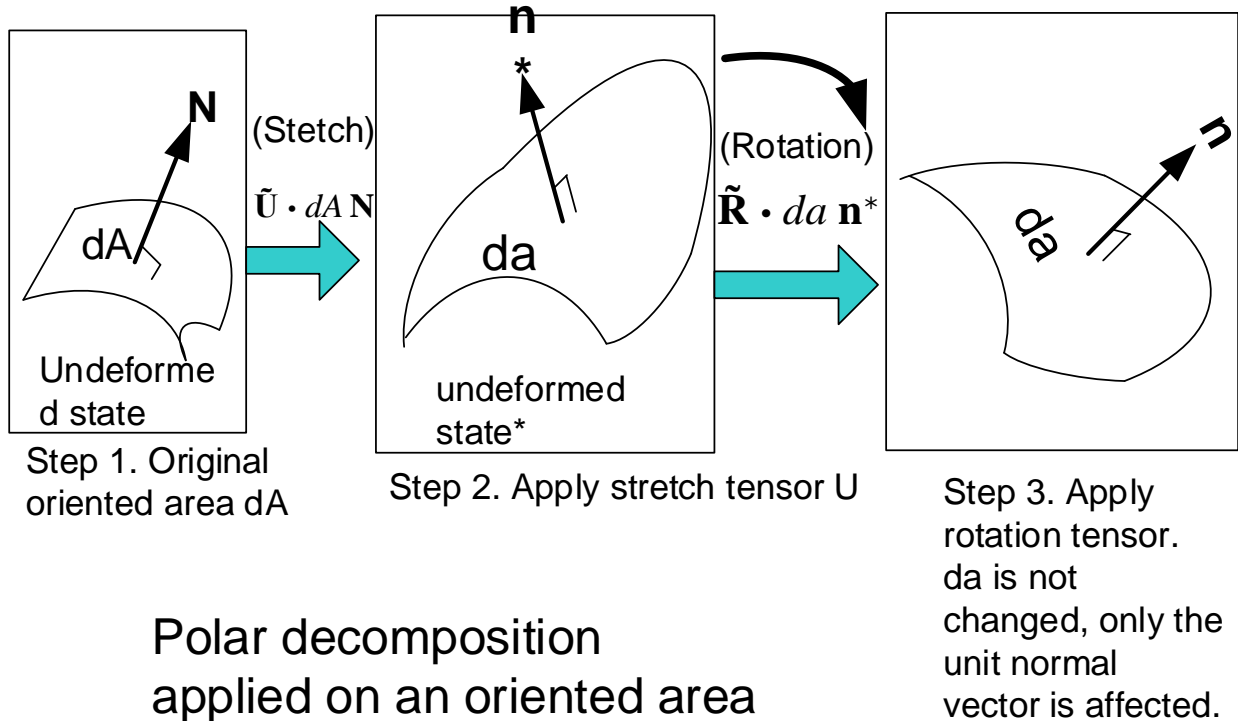 N
dA
Undeforme
d state
Step 1. Original
oriented area dA
(Stetch)
Ũ · dA N
n
*
da
undeformed
state*
Step 2. Apply stretch tensor U
(Rotation)
R̃ · da n*
n
da
Step 3. Apply
rotation tensor.
da is not
changed, only the
unit normal
vector is affected.
Polar decomposition
applied on an oriented area